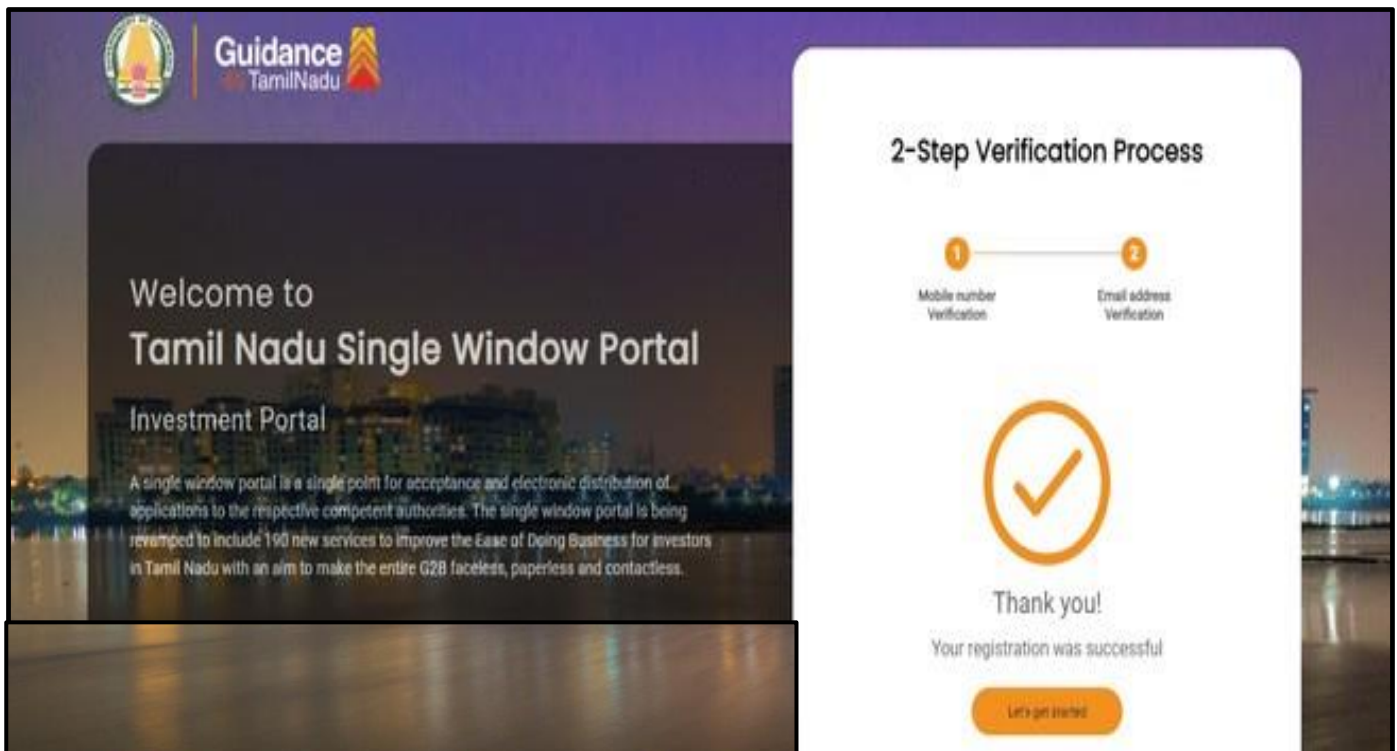 Guidance
TamilNadu
Welcome to
Tamil Nadu Single Window Portal
Investment Portal
A single window portal is a single point for acceptance and electronic distribution of
applications to the respective competent authorities. The single window portal is being
revamped to include 190 new services to improve the Ease of Doing Business for investors
in Tamil Nadu with an aim to make the entire G2B faceless, paperless and contactless.
2-Step Verification Process
1
2
Mobile number
Verification
Email address
Verification
Thank you!
Your registration was successful
Let's get started